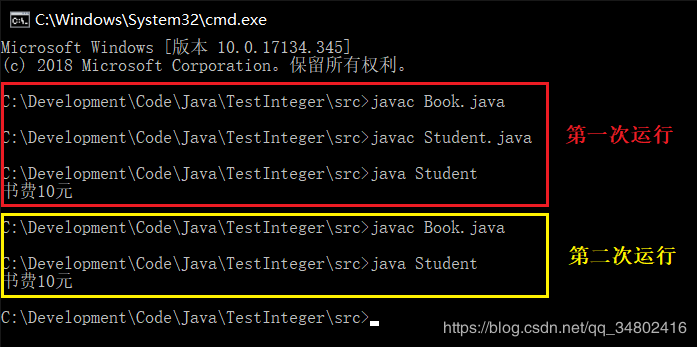 C:\Windows\System32\cmd.exe
Microsoft Windows [版本 10.0.17134.345]
(c) 2018 Microsoft Corporation。保留所有权利。
C:\Development\Code\Java\TestInteger\src>javac Book.java
C:\Development\Code\Java\TestInteger\src>javac Student.java
第一次运行
C:\Development\Code\Java\TestInteger\src>java Student
书费10元
C:\Development\Code\Java\TestInteger\src>javac Book.java
第二次运行
C:\Development\Code\Java\TestInteger\src>java Student
书费10元
C:\Development\Code\Java\TestInteger\src>
https://blog.csdn.net/qq_34802416